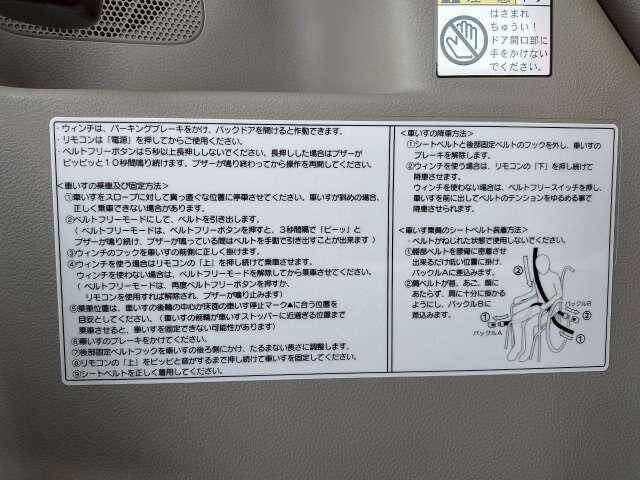 はさまれ
ちゅうい！
ドア開口部に
手をかけない
でください。
・ウィンチは、パーキングブレーキをかけ、バックドアを開けると作動できます。
・リモコンは「電源」を押してからご使用ください。
・ベルトフリーボタンは５秒以上長押ししないでください。長押しした場合はブザーが
ピッピッと１０秒間鳴り続けます。ブザーが鳴り終わってから操作を再開してください。
＜車いすの乗車及び固定方法＞
①車いすをスロープに対して真っ直ぐな位置に停車させてください。車いすが斜めの場合、
正しく乗車できない場合があります。
②ベルトフリーモードにして、ベルトを引き出します。
（ベルトフリーモードは、ベルトフリーボタンを押すと、３秒間隔で「ピーッ」と
ブザーが鳴り続け、ブザーが鳴っている間はベルトを手動で引き出すことが出来ます）
③ウィンチのフックを車いすの前側に正しく掛けます。
④ウィンチを使う場合はリモコンの「上」を押し続けて乗車させます。
ウィンチを使わない場合は、ベルトフリーモードを解除してから乗車させてください。
（ベルトフリーモードは、再度ベルトフリーボタンを押すか、
リモコンを使用すれば解除され、ブザーが鳴り止みます）
⑤乗車位置は、車いすの後輪の中心が床面の車いす停止マーク▲に合う位置を
目安としてください。（車いすの前輪が車いすストッパーに近過ぎる位置まで
乗車させると、車いすを固定できない可能性があります）
⑥車いすのブレーキをかけてください。
⑦後部固定ベルトフックを車いすの後ろ側にかけ、たるまない長さに調整します。
⑧リモコンの「上」をピッピと音がするまで押し続けて車いすを固定してください。
⑨シートベルトを正しく着用してください。
＜車いすの降車方法＞
①シートベルトと後部固定ベルトのフックを外し、車いすの
ブレーキを解除します。
②ウィンチを使う場合は、リモコンの「下」を押し続けて
降車させます。
ウィンチを使わない場合は、ベルトフリースイッチを押し、
車いすを前に出してベルトのテンションをゆるめる事で
降車させられます。
＜車いす乗員のシートベルト装着方法＞
・ベルトがねじれた状態で使用しないでください。
①腰部ベルトを腰骨に密着させ
出来るだけ低い位置に掛け、
バックルAに差込みます。
②肩ベルトが首、あご、顔に
あたらず、肩に十分に掛かる
ようにし、バックルBに
差込みます。
②
②
バックルB
①
バックルA
①